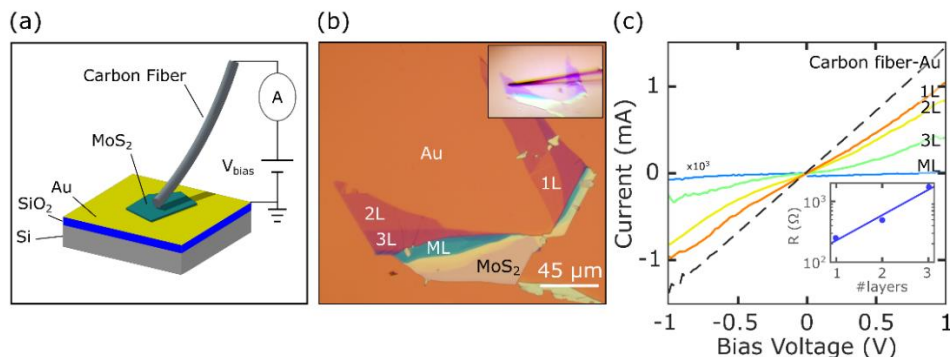 (a)
Carbon Fiber
A
MoS₂
V_bias
Au
SiO₂
Si
(b)
Au
1L
2L
3L
ML
MoS₂
45 µm
(c)
Current (mA)
1
0
-1
Carbon fiber-Au
1L
2L
3L
ML
x10³
R (Ω)
10³
10²
1 2 3
#layers
-1 -0.5 0 0.5 1
Bias Voltage (V)